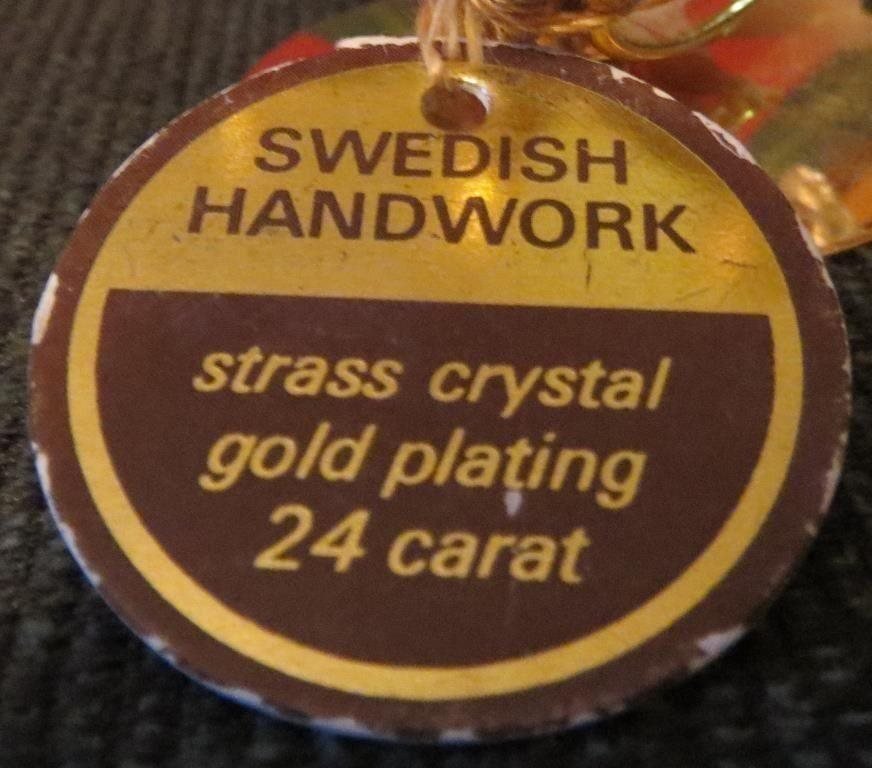 SWEDISH
HANDWORK
strass crystal
gold plating
24 carat